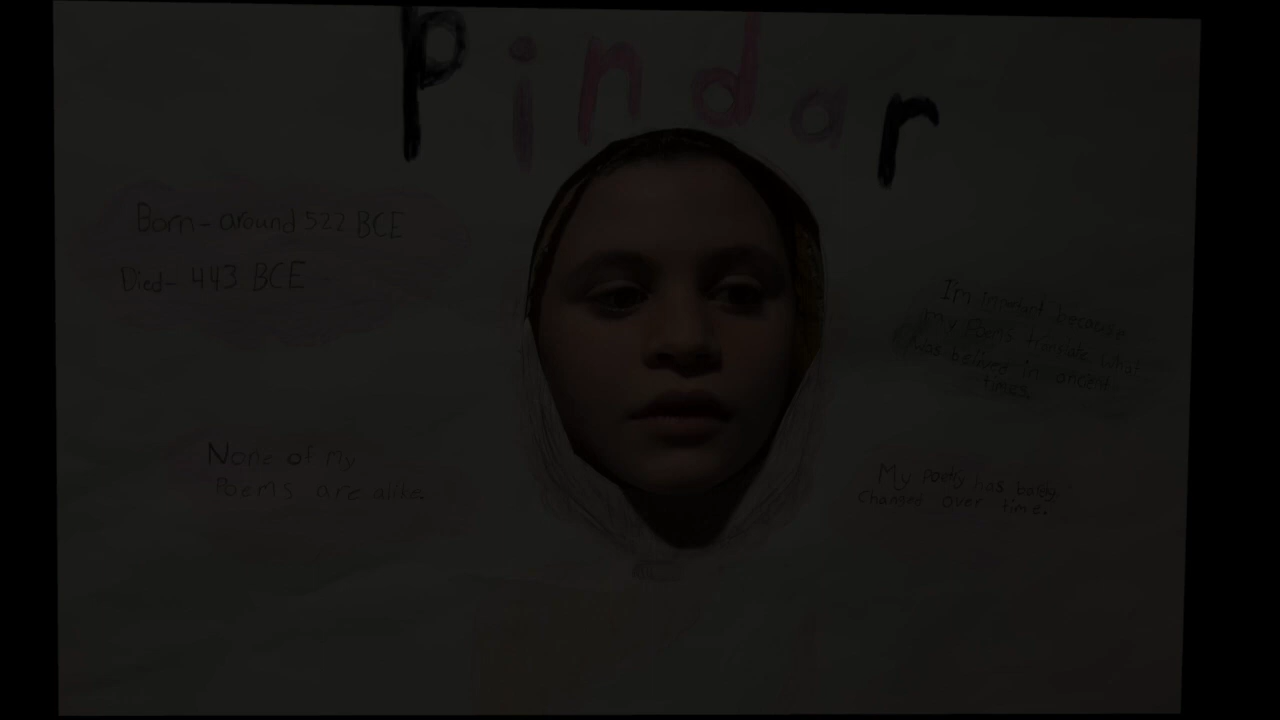 Pindar
Born - around 522 BCE
Died - 443 BCE
I'm important because
my Poems translate what
was believed in ancient
times.
None of my
Poems are alike
My poetry has barley
Changed over time.